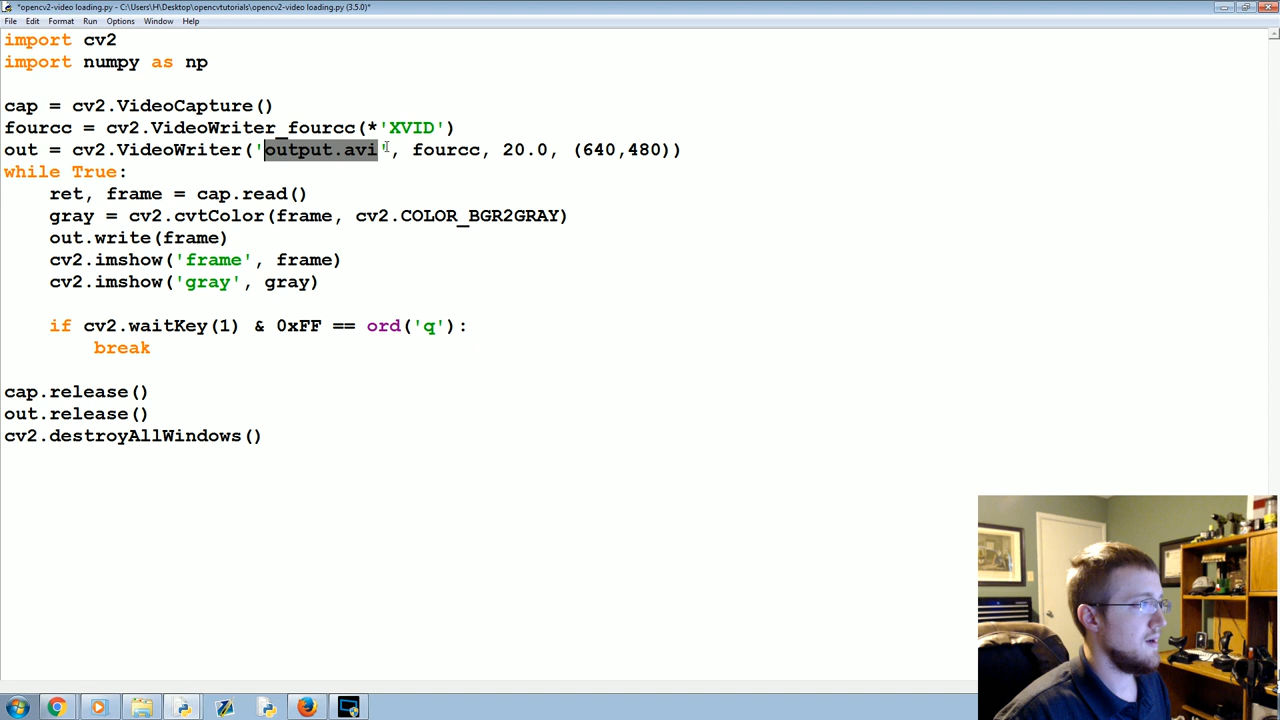 *opencv2-video loading.py - C:\Users\H\Desktop\opencvtutorials\opencv2-video loading.py (3.5.0)*
File Edit Format Run Options Window Help
import cv2
import numpy as np
cap = cv2.VideoCapture()
fourcc = cv2.VideoWriter_fourcc(*'XVID')
out = cv2.VideoWriter('output.avi', fourcc, 20.0, (640,480))
while True:
ret, frame = cap.read()
gray = cv2.cvtColor(frame, cv2.COLOR_BGR2GRAY)
out.write(frame)
cv2.imshow('frame', frame)
cv2.imshow('gray', gray)
if cv2.waitKey(1) & 0xFF == ord('q'):
break
cap.release()
out.release()
cv2.destroyAllWindows()